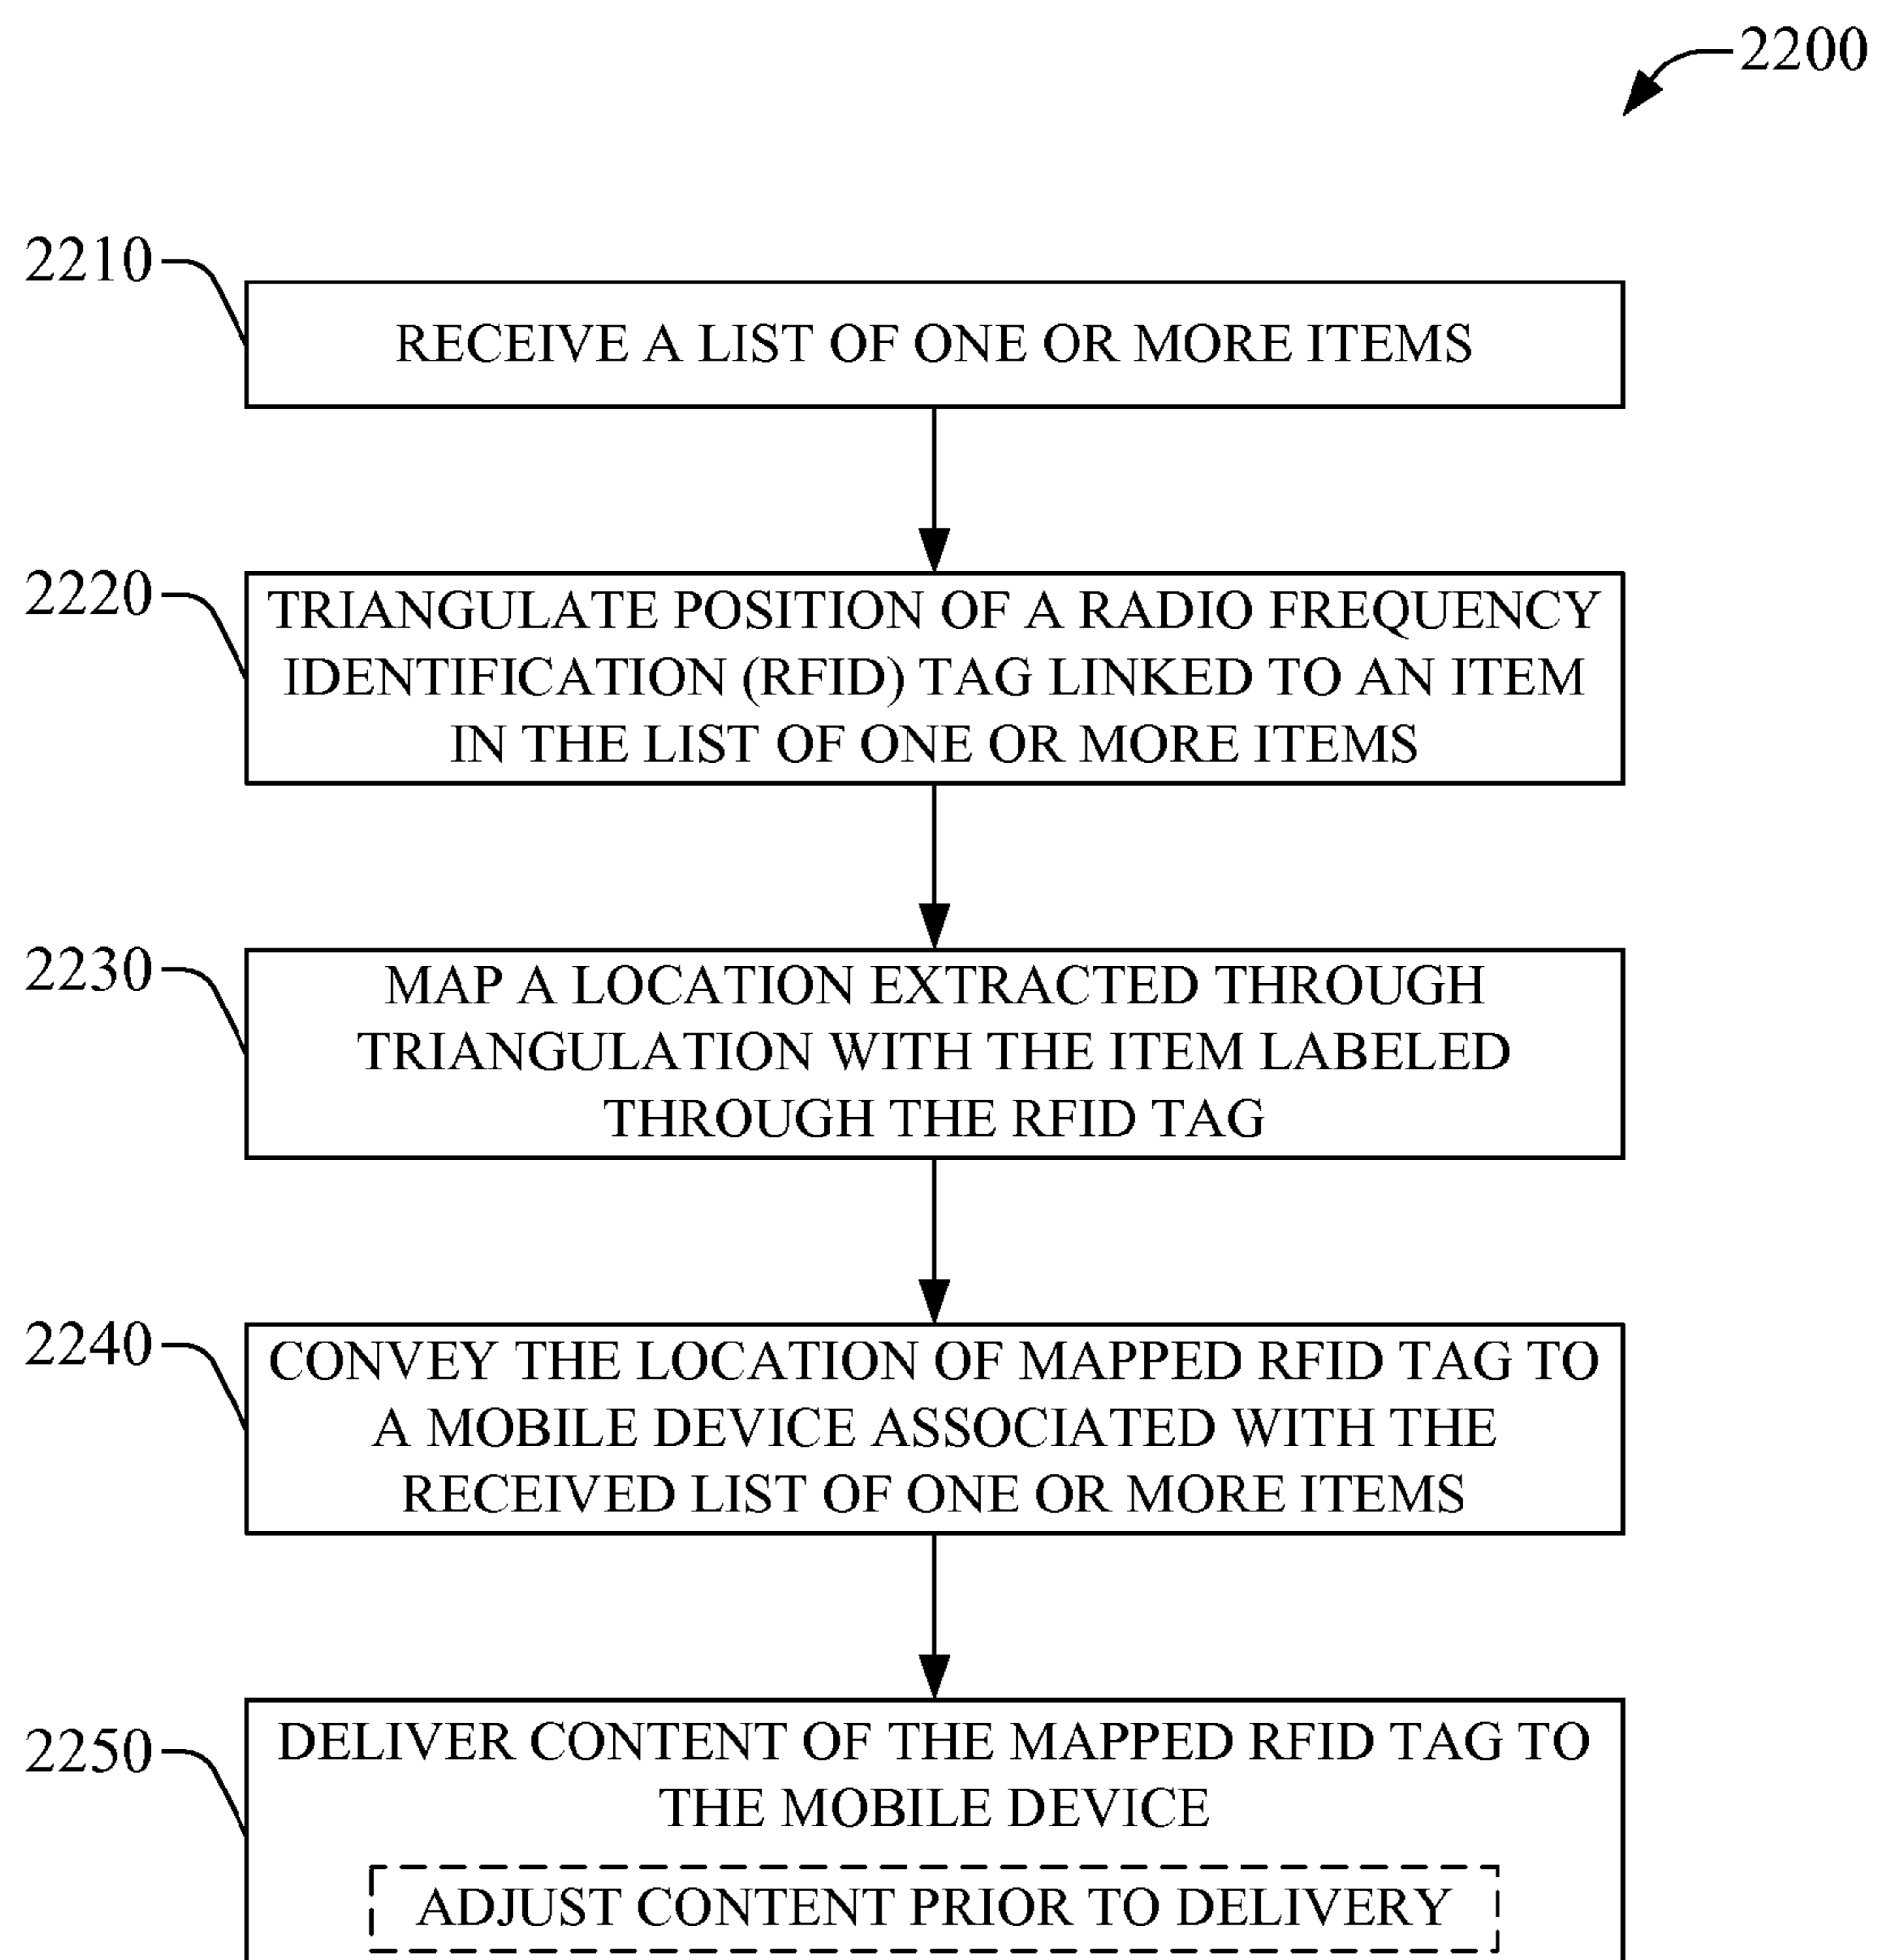 2200
2210
RECEIVE A LIST OF ONE OR MORE ITEMS
2220
TRIANGULATE POSITION OF A RADIO FREQUENCY
IDENTIFICATION (RFID) TAG LINKED TO AN ITEM
IN THE LIST OF ONE OR MORE ITEMS
2230
MAP A LOCATION EXTRACTED THROUGH
TRIANGULATION WITH THE ITEM LABELED
THROUGH THE RFID TAG
2240
CONVEY THE LOCATION OF MAPPED RFID TAG TO
A MOBILE DEVICE ASSOCIATED WITH THE
RECEIVED LIST OF ONE OR MORE ITEMS
2250
DELIVER CONTENT OF THE MAPPED RFID TAG TO
THE MOBILE DEVICE
ADJUST CONTENT PRIOR TO DELIVERY